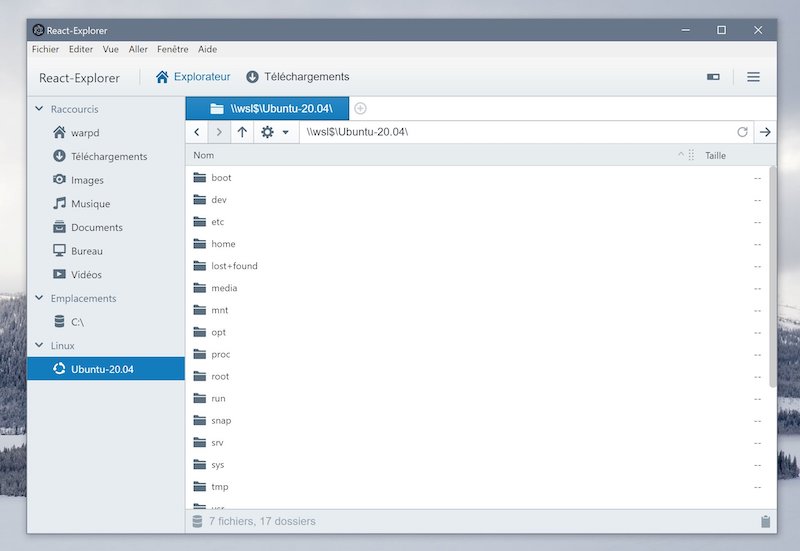 React-Explorer
Fichier Editer Vue Aller Fenêtre Aide
React-Explorer Explorateur Téléchargements
Raccourcis
warpd
Téléchargements
Images
Musique
Documents
Bureau
Vidéos
Emplacements
C:\
Linux
Ubuntu-20.04
\\wsl$\Ubuntu-20.04\
\\wsl$\Ubuntu-20.04\
Nom Taille
boot --
dev --
etc --
home --
lost+found --
media --
mnt --
opt --
proc --
root --
run --
snap --
srv --
sys --
tmp --
usr --
7 fichiers, 17 dossiers